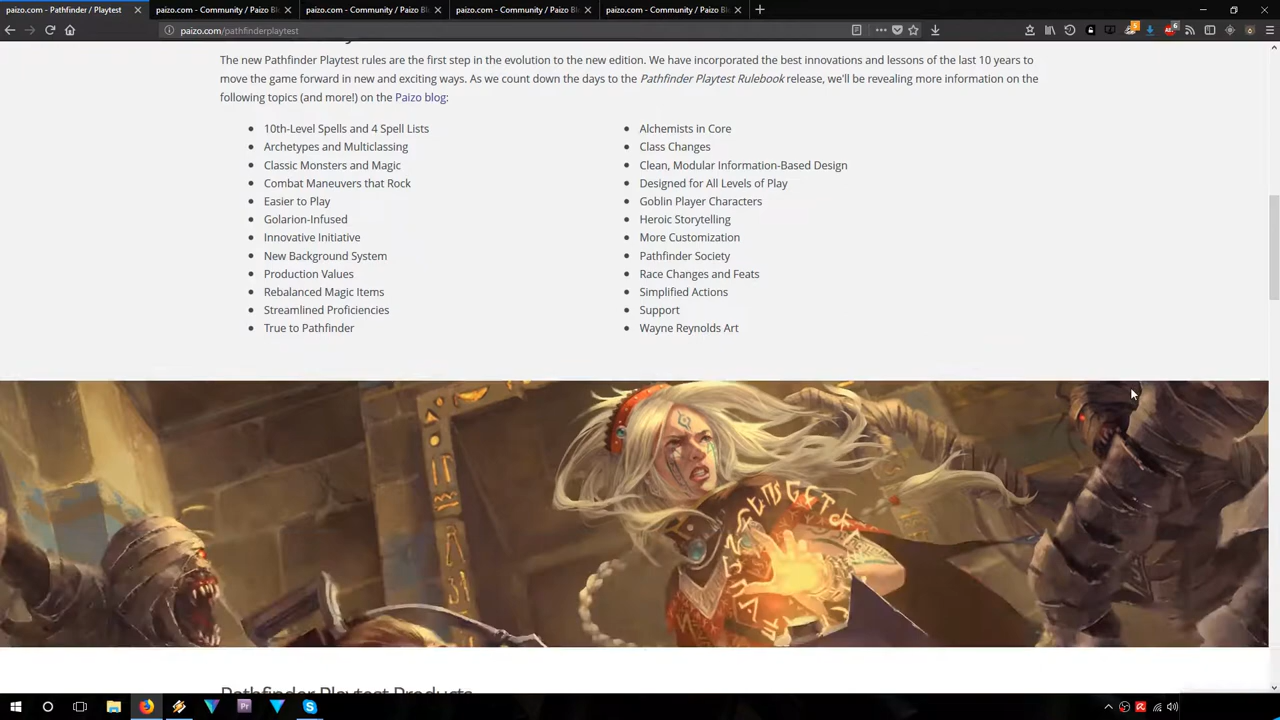 paizo.com - Pathfinder / Playtest
paizo.com - Community / Paizo Bl
paizo.com - Community / Paizo Bl
paizo.com - Community / Paizo Bl
paizo.com - Community / Paizo Bl
paizo.com/pathfinderplaytest
The new Pathfinder Playtest rules are the first step in the evolution to the new edition. We have incorporated the best innovations and lessons of the last 10 years to
move the game forward in new and exciting ways. As we count down the days to the Pathfinder Playtest Rulebook release, we'll be revealing more information on the
following topics (and more!) on the Paizo blog:
10th-Level Spells and 4 Spell Lists
Archetypes and Multiclassing
Classic Monsters and Magic
Combat Maneuvers that Rock
Easier to Play
Golarion-Infused
Innovative Initiative
New Background System
Production Values
Rebalanced Magic Items
Streamlined Proficiencies
True to Pathfinder
Alchemists in Core
Class Changes
Clean, Modular Information-Based Design
Designed for All Levels of Play
Goblin Player Characters
Heroic Storytelling
More Customization
Pathfinder Society
Race Changes and Feats
Simplified Actions
Support
Wayne Reynolds Art
Pathfinder Playtest Products